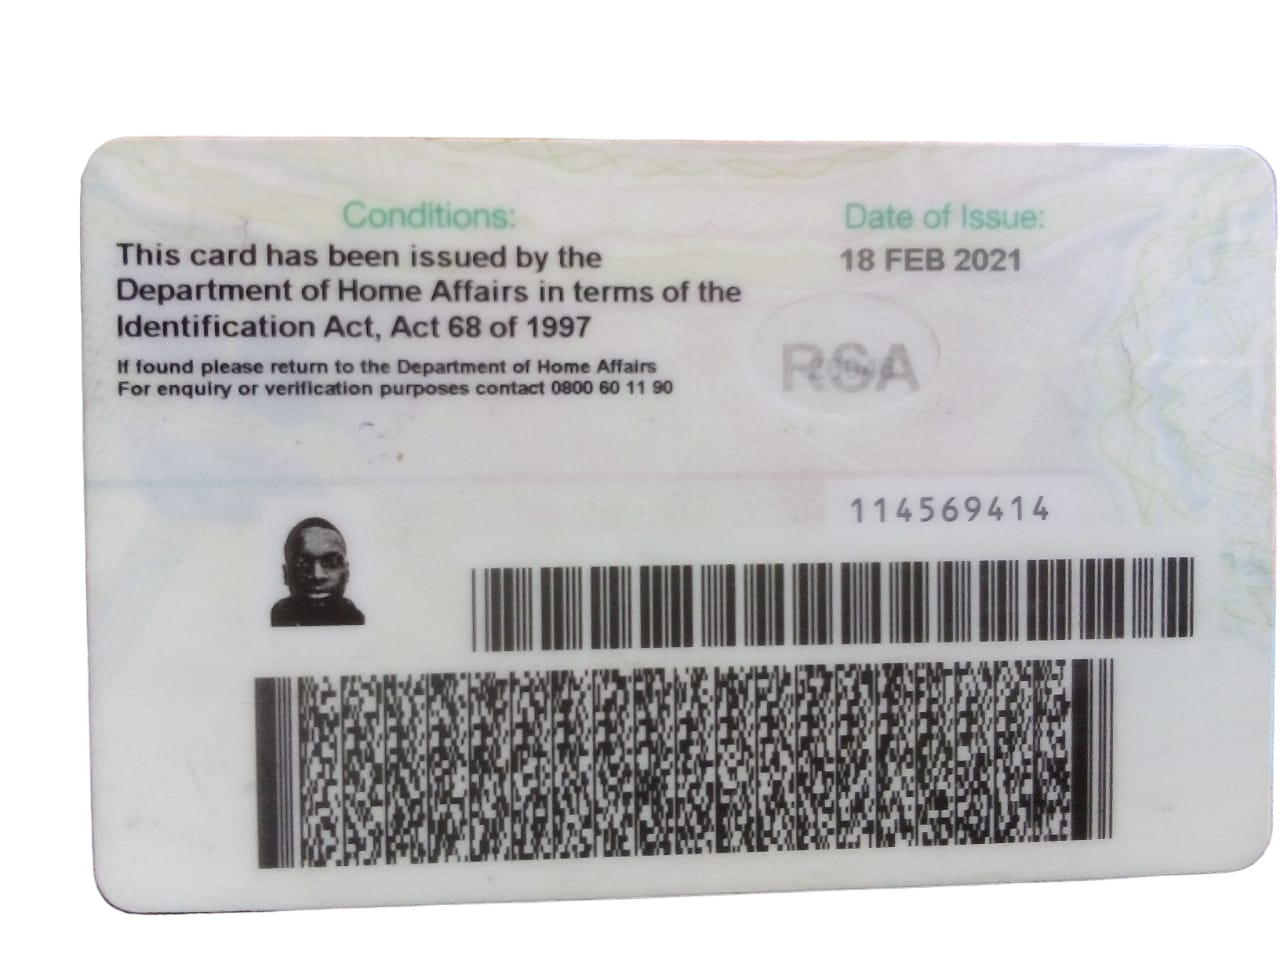 Conditions:
This card has been issued by the
Department of Home Affairs in terms of the
Identification Act, Act 68 of 1997
If found please return to the Department of Home Affairs
For enquiry or verification purposes contact 0800 60 11 90
Date of Issue:
18 FEB 2021
RSA
114569414